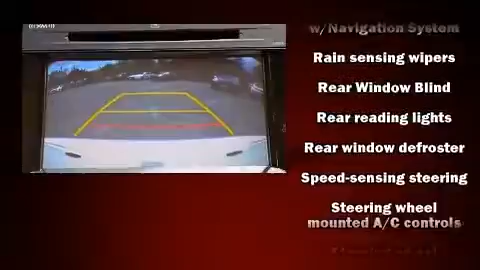 w/Navigation System
Rain sensing wipers
Rear Window Blind
Rear reading lights
Rear window defroster
Speed-sensing steering
Steering wheel
mounted A/C controls